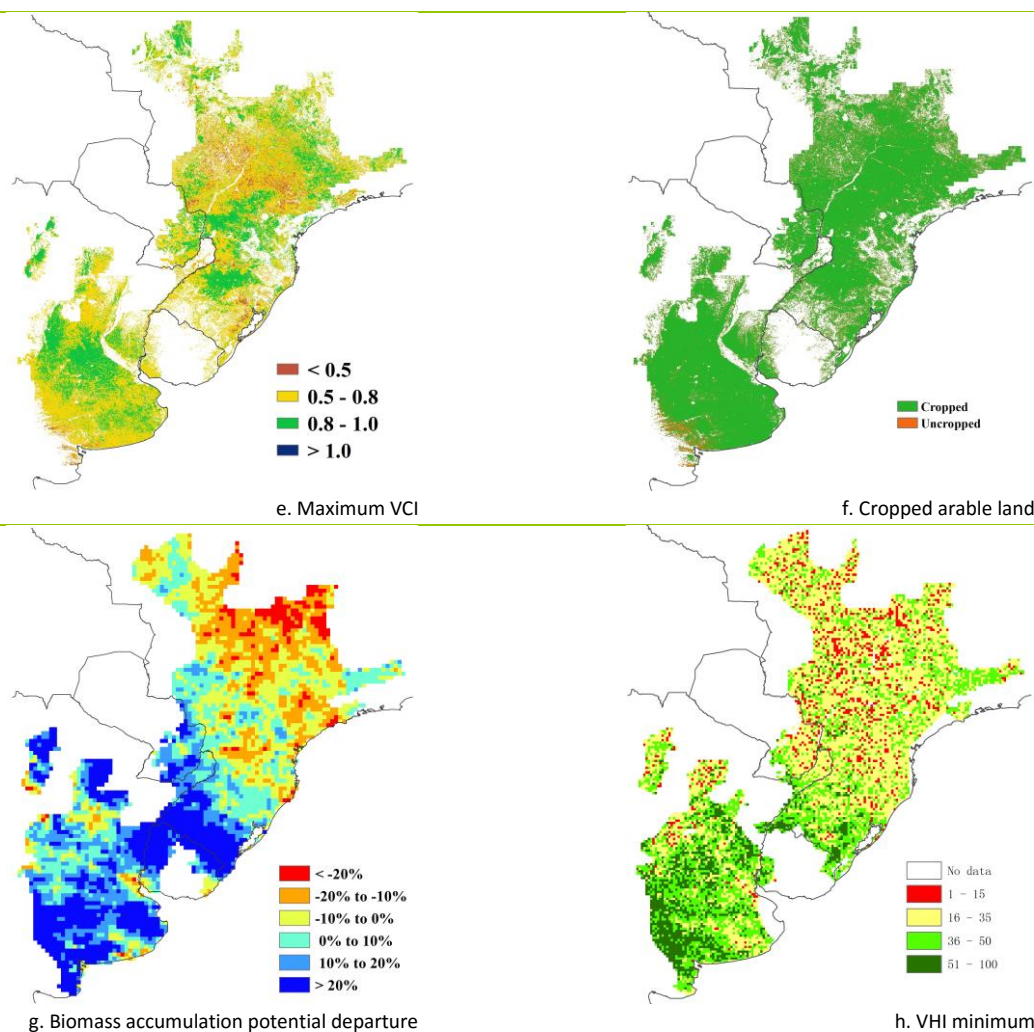 < 0.5
0.5 - 0.8
0.8 - 1.0
> 1.0
e. Maximum VCI
Cropped
Uncropped
f. Cropped arable land
< -20%
-20% to -10%
-10% to 0%
0% to 10%
10% to 20%
> 20%
g. Biomass accumulation potential departure
No data
1 - 15
16 - 35
36 - 50
51 - 100
h. VHI minimum